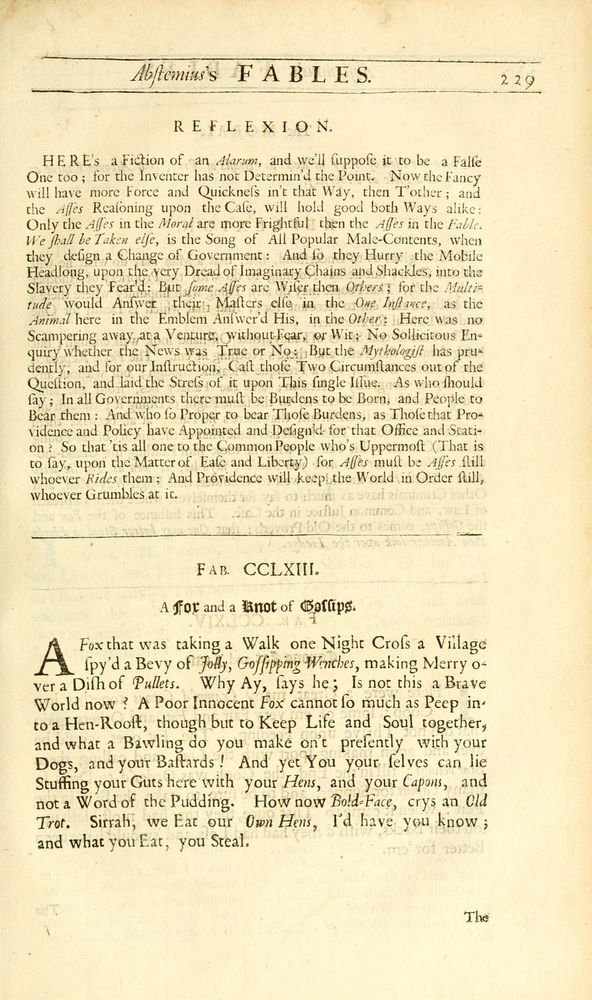 Abſtemius's FABLES. 229
REFLEXION.
HERE's a Fiction of an Alarum, and we'll ſuppoſe it to be a Falſe
One too; for the Inventer has not Determin'd the Point. Now the Fancy
will have more Force and Quickneſs in't that Way, then T'other; and
the Aſſes Reaſoning upon the Caſe, will hold good both Ways alike:
Only the Aſſes in the Moral are more Frightful then the Aſſes in the Fable.
We ſhall be Taken elſe, is the Song of All Popular Male-Contents, when
they deſign a Change of Government: And ſo they Hurry the Mobile
Headlong, upon the very Dread of Imaginary Chains and Shackles, into the
Slavery they Fear'd: But ſome Aſſes are Wiſer then Others; for the Multi-
tude would Anſwer their Maſters elſe in the One Inſtance, as the
Animal here in the Emblem Anſwer'd His, in the Other: Here was no
Scampering away at a Venture, without Fear, or Wit; No Sollicitous En-
quiry whether the News was True or No; But the Mythologiſt has pru-
dently, and for our Inſtruction, Caſt thoſe Two Circumſtances out of the
Queſtion, and laid the Streſs of it upon This ſingle Iſſue. As who ſhould
ſay; In all Governments there muſt be Burdens to be Born, and People to
Bear them: And who ſo Proper to bear Thoſe Burdens, as Thoſe that Pro-
vidence and Policy have Appointed and Deſign'd for that Office and Stati-
on? So that 'tis all one to the Common People who's Uppermoſt (That is
to ſay, upon the Matter of Eaſe and Liberty) for Aſſes muſt be Aſſes ſtill
whoever Rides them; And Providence will keep the World in Order ſtill,
whoever Grumbles at it.
FAB. CCLXIII.
A Fox and a Knot of Goſſips.
A Fox that was taking a Walk one Night Croſs a Village
ſpy'd a Bevy of Jolly, Goſſipping Wenches, making Merry o-
ver a Diſh of Pullets. Why Ay, ſays he; Is not this a Brave
World now? A Poor Innocent Fox cannot ſo much as Peep in-
to a Hen-Rooſt, though but to Keep Life and Soul together,
and what a Bawling do you make on't preſently with your
Dogs, and your Baſtards! And yet You your ſelves can lie
Stuffing your Guts here with your Hens, and your Capons, and
not a Word of the Pudding. How now Bold-Face, crys an Old
Trot. Sirrah, we Eat our Own Hens, I'd have you know;
and what you Eat, you Steal.
The